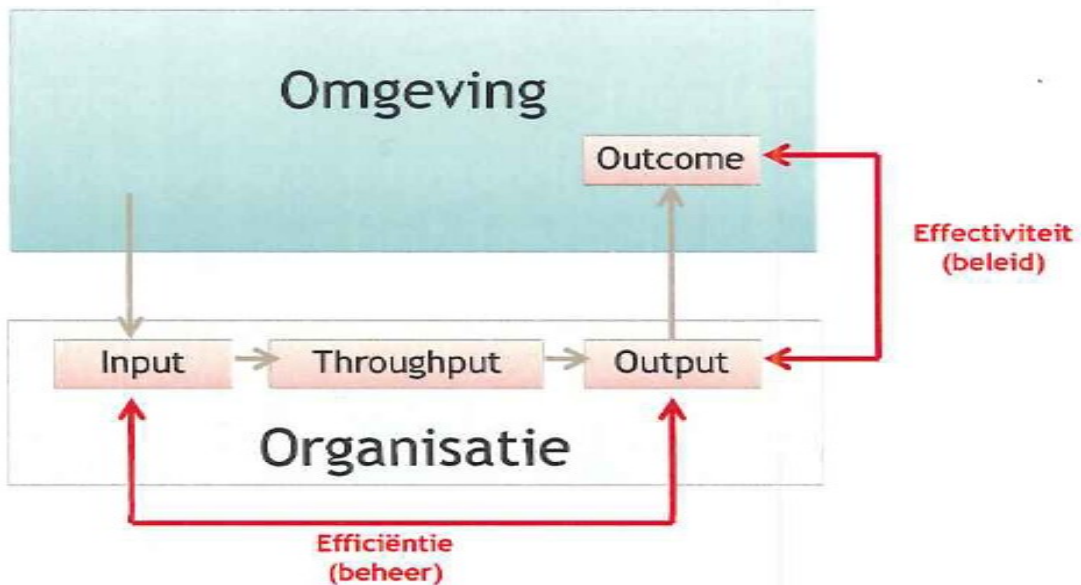 Omgeving
Outcome
Effectiviteit
(beleid)
Input
Throughput
Output
Organisatie
Efficiëntie
(beheer)